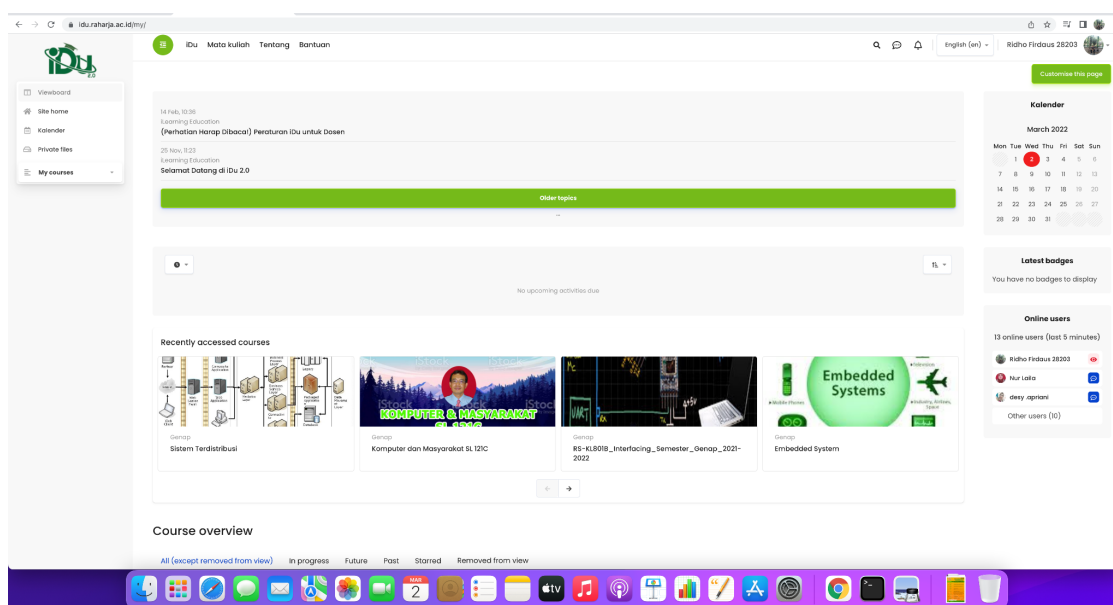 idu.raharja.ac.id/my/
iDu
2.0
iDu Mata kuliah Tentang Bantuan
English (en)
Ridho Firdaus 28203
Customise this page
Viewboard
Site home
Kalender
Private files
My courses
14 Feb, 10:36
iLearning Education
(Perhatian Harap Dibaca!) Peraturan iDu untuk Dosen
25 Nov, 11:23
iLearning Education
Selamat Datang di iDu 2.0
Older topics
...
No upcoming activities due
Recently accessed courses
Genap
Sistem Terdistribusi
iStock
KOMPUTER & MASYARAKAT
SL 121C
Genap
Komputer dan Masyarakat SL 121C
UART
Genap
RS-KL801B_Interfacing_Semester_Genap_2021-
2022
Embedded
Systems
Genap
Embedded System
Course overview
All (except removed from view) In progress Future Past Starred Removed from view
Kalender
March 2022
Mon Tue Wed Thu Fri Sat Sun
1 2 3 4 5 6
7 8 9 10 11 12 13
14 15 16 17 18 19 20
21 22 23 24 25 26 27
28 29 30 31
Latest badges
You have no badges to display
Online users
13 online users (last 5 minutes)
Ridho Firdaus 28203
Nur Laila
desy .apriani
Other users (10)
MAR
2
tv